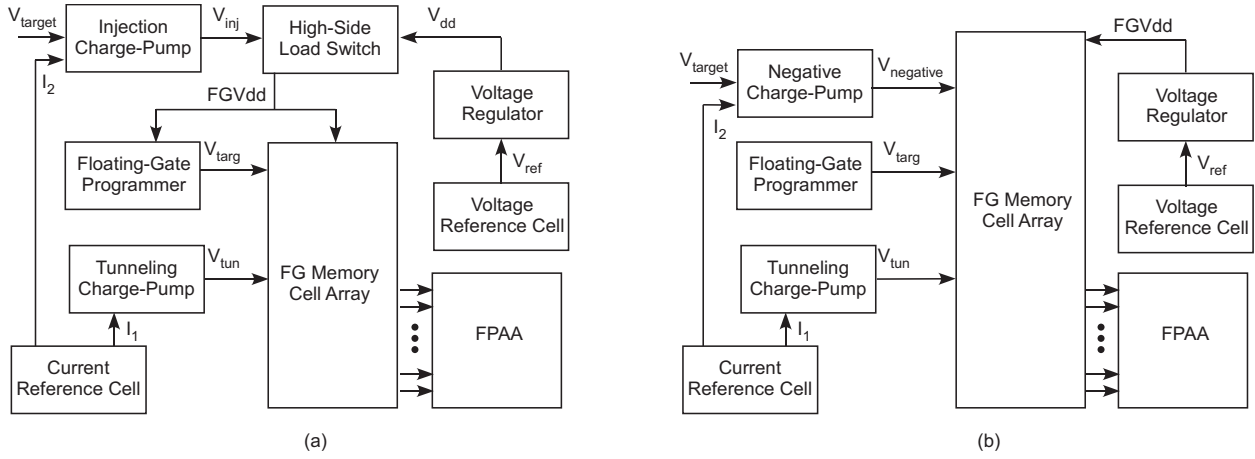 V_target
Injection
Charge-Pump
V_inj
High-Side
Load Switch
V_dd
I_2
FGVdd
Voltage
Regulator
Floating-Gate
Programmer
V_targ
V_ref
Voltage
Reference Cell
Tunneling
Charge-Pump
V_tun
FG Memory
Cell Array
FPAA
I_1
Current
Reference Cell
(a)
FGVdd
V_target
Negative
Charge-Pump
V_negative
I_2
Voltage
Regulator
Floating-Gate
Programmer
V_targ
V_ref
FG Memory
Cell Array
Voltage
Reference Cell
Tunneling
Charge-Pump
V_tun
FPAA
I_1
Current
Reference Cell
(b)